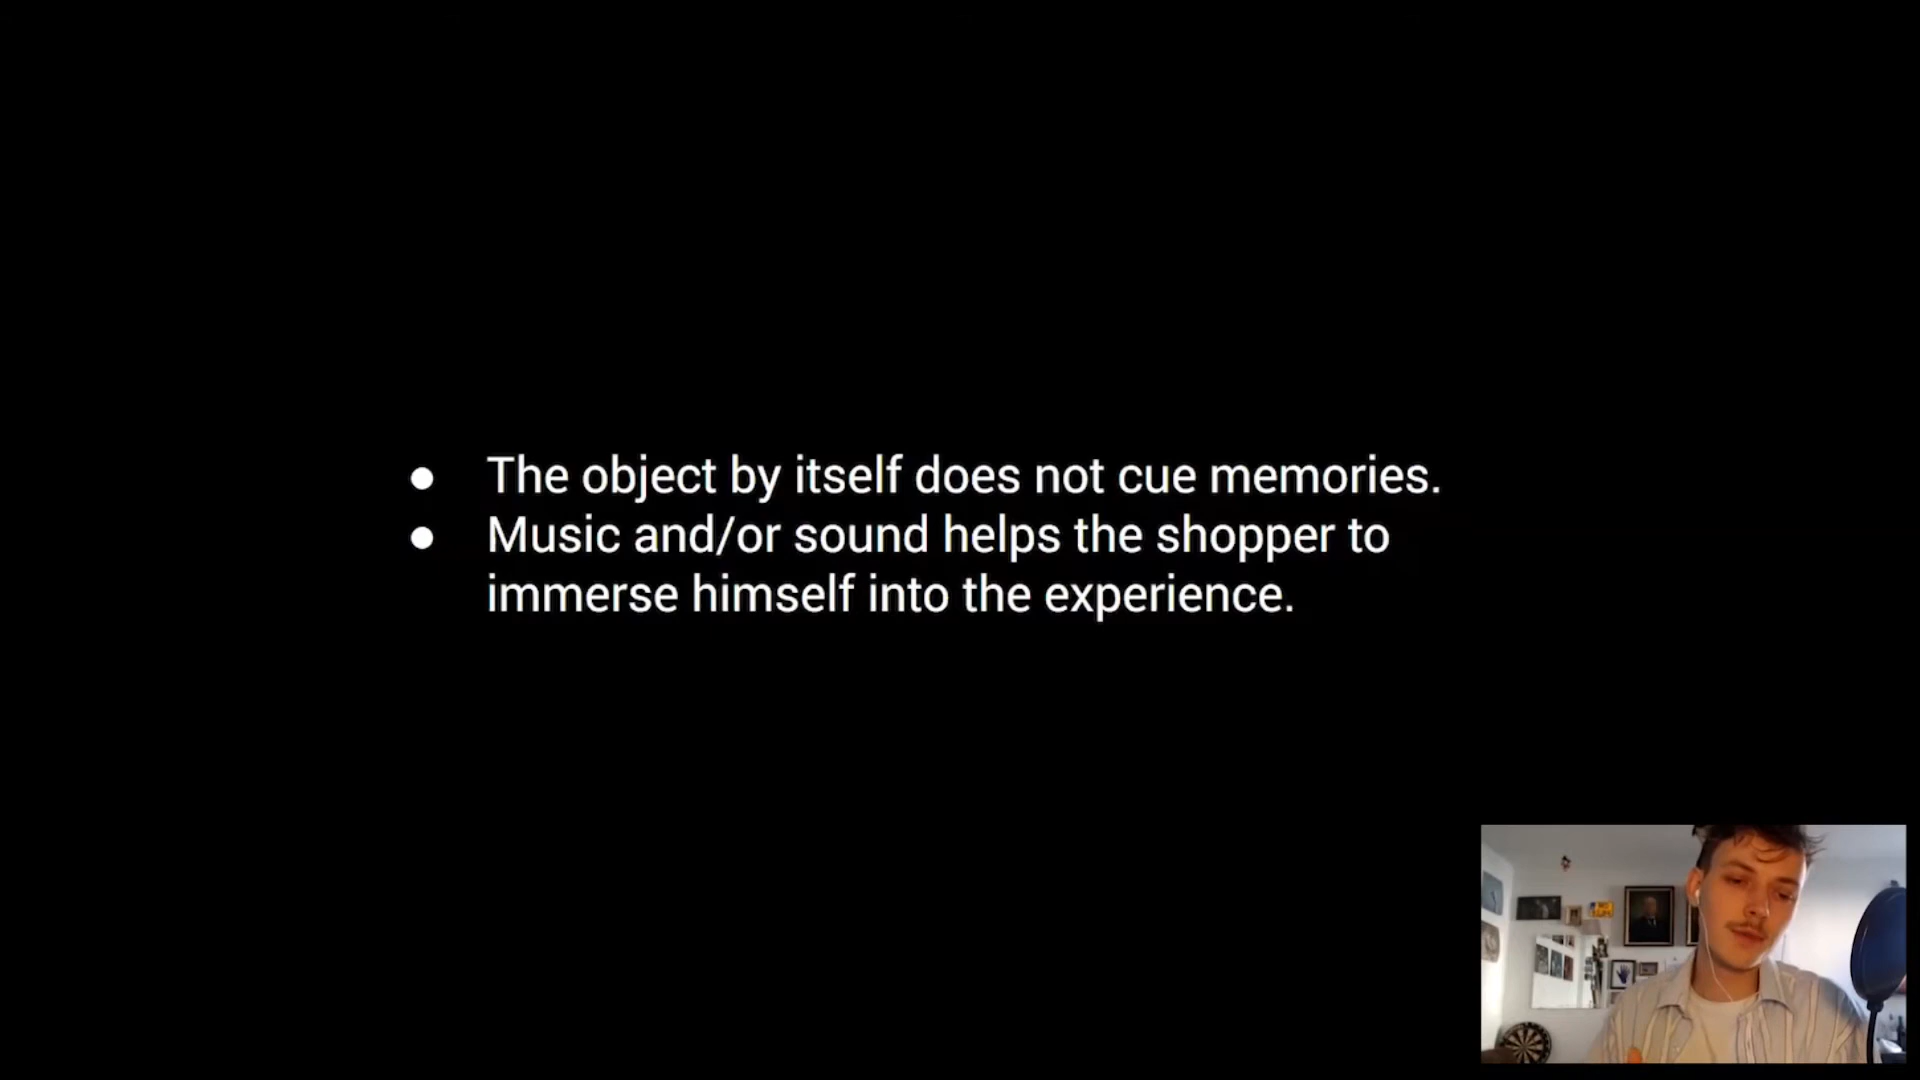 ● The object by itself does not cue memories.
● Music and/or sound helps the shopper to
immerse himself into the experience.